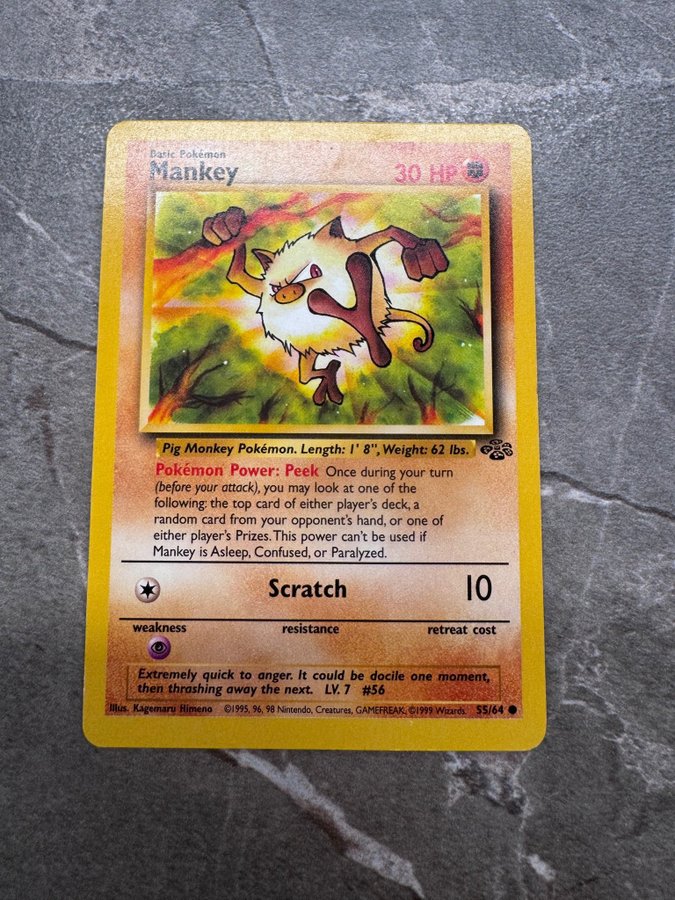 Basic Pokémon
Mankey
30 HP
Pig Monkey Pokémon. Length: 1' 8", Weight: 62 lbs.
Pokémon Power: Peek Once during your turn
(before your attack), you may look at one of the
following: the top card of either player's deck, a
random card from your opponent's hand, or one of
either player's Prizes. This power can't be used if
Mankey is Asleep, Confused, or Paralyzed.
Scratch 10
weakness resistance retreat cost
Extremely quick to anger. It could be docile one moment,
then thrashing away the next. LV. 7 #56
Illus. Kagemaru Himeno ©1995, 96, 98 Nintendo, Creatures, GAMEFREAK. ©1999 Wizards. 55/64